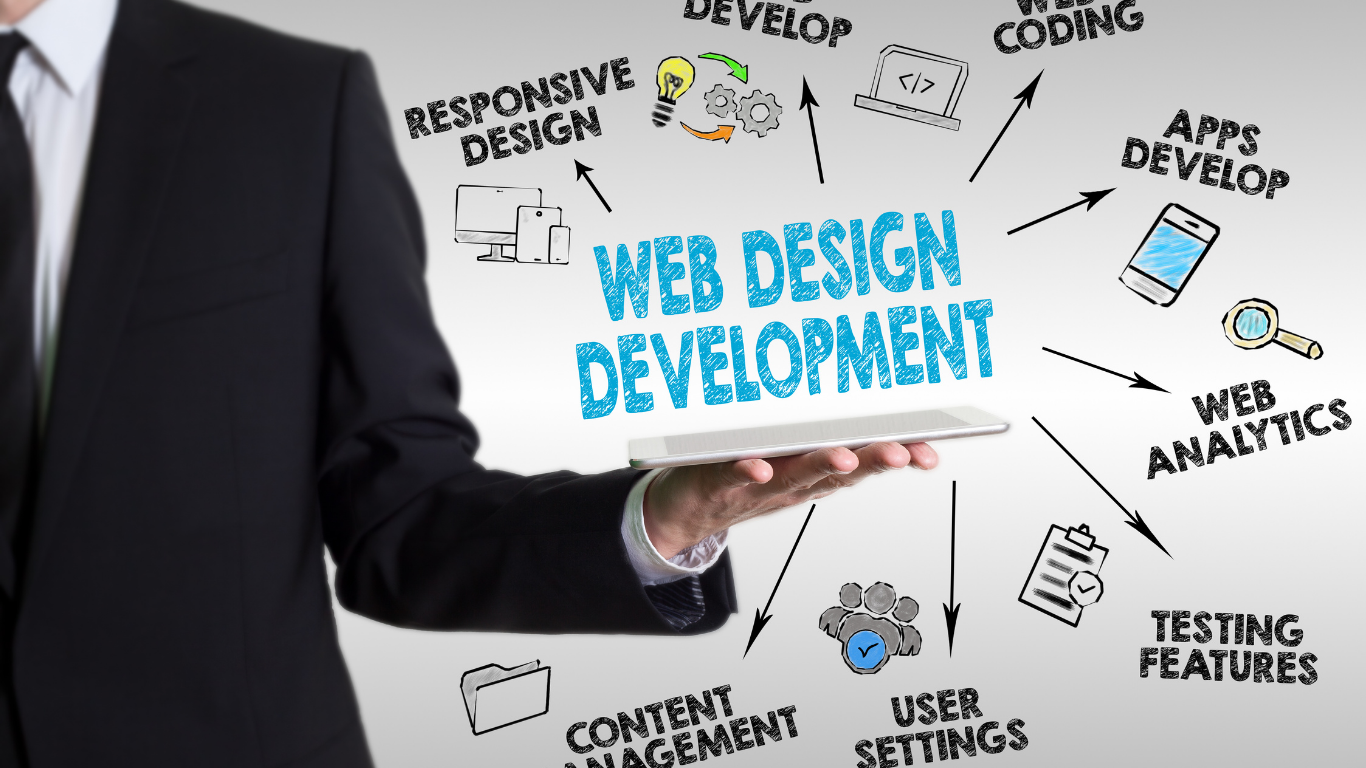 DEVELOP
CODING
RESPONSIVE
DESIGN
APPS
DEVELOP
WEB DESIGN
DEVELOPMENT
WEB
ANALYTICS
TESTING
FEATURES
CONTENT
USER
SETTINGS